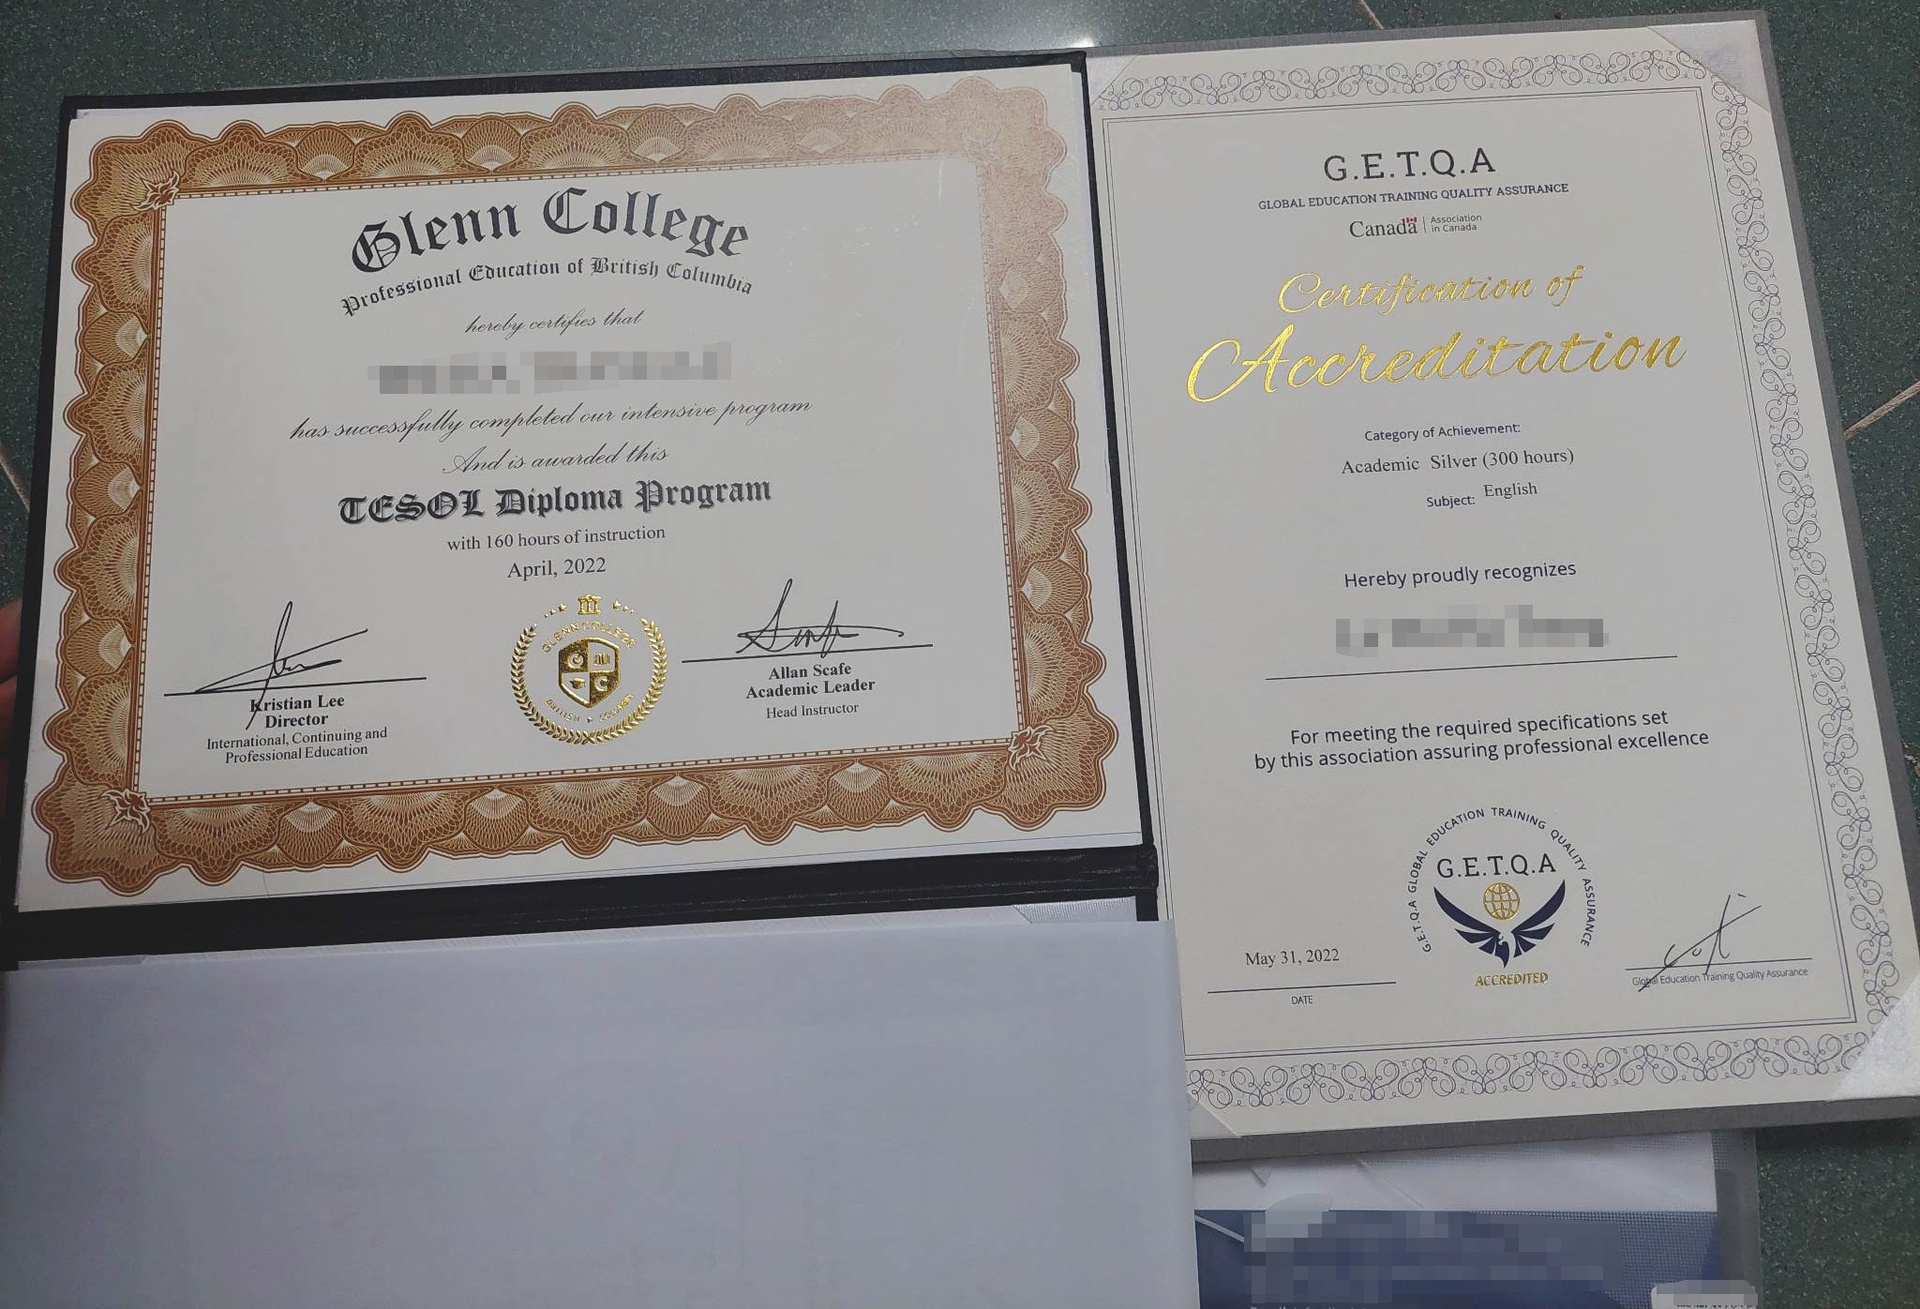 Glenn College
Professional Education of British Columbia
hereby certifies that
has successfully completed our intensive program
And is awarded this
TESOL Diploma Program
with 160 hours of instruction
April, 2022
Kristian Lee
Director
International, Continuing and
Professional Education
GLENN COLLEGE
BRITISH
Allan Scafe
Academic Leader
Head Instructor
G.E.T.Q.A
GLOBAL EDUCATION TRAINING QUALITY ASSURANCE
Canada
Association
in Canada
Certification of
Accreditation
Category of Achievement:
Academic Silver (300 hours)
Subject: English
Hereby proudly recognizes
For meeting the required specifications set
by this association assuring professional excellence
G.E.T.Q.A GLOBAL EDUCATION TRAINING QUALITY ASSURANCE
G.E.T.Q.A
ACCREDITED
May 31, 2022
DATE
Global Education Training Quality Assurance